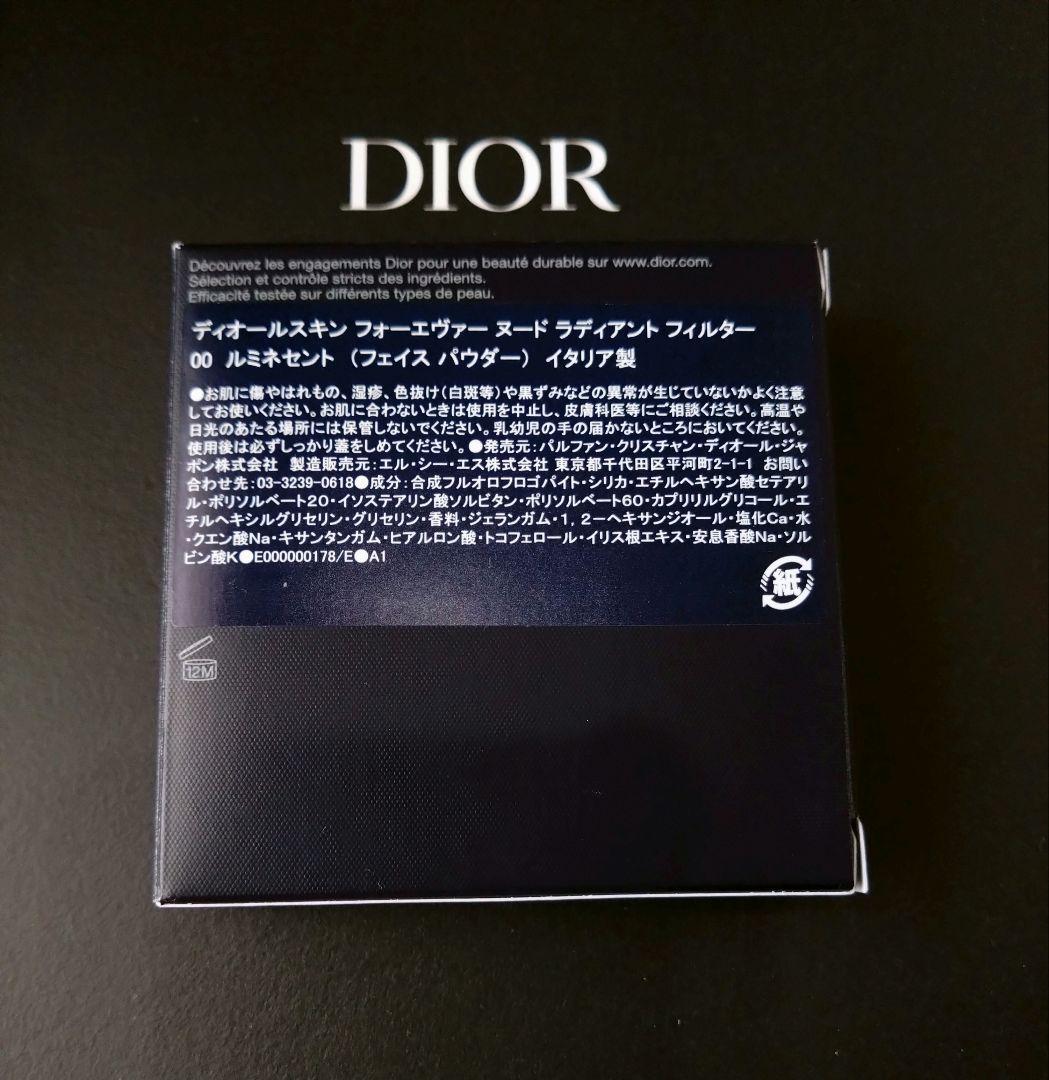 DIOR
Découvrez les engagements Dior pour une beauté durable sur www.dior.com.
Sélection et contrôle stricts des ingrédients.
Efficacité testée sur différents types de peau.
ディオールスキン フォーエヴァー ヌード ラディアント フィルター
00 ルミネセント （フェイス パウダー） イタリア製
●お肌に傷やはれもの、湿疹、色抜け（白斑等）や黒ずみなどの異常が生じていないかよく注意
してお使いください。お肌に合わないときは使用を中止し、皮膚科医等にご相談ください。高温や
日光のあたる場所には保管しないでください。乳幼児の手の届かないところにおいてください。
使用後は必ずしっかり蓋をしめてください。●発売元：パルファン・クリスチャン・ディオール・ジャ
ポン株式会社 製造販売元：エル・シー・エス株式会社 東京都千代田区平河町2-1-1 お問い
合わせ先：03-3239-0618●成分：合成フルオロフロゴパイト・シリカ・エチルヘキサン酸セテアリ
ル・ポリソルベート20・イソステアリン酸ソルビタン・ポリソルベート60・カプリリルグリコール・エ
チルヘキシルグリセリン・グリセリン・香料・ジェランガム・1，2－ヘキサンジオール・塩化Ca・水
・クエン酸Na・キサンタンガム・ヒアルロン酸・トコフェロール・イリス根エキス・安息香酸Na・ソル
ビン酸K●E000000178/E●A1
紙
12M